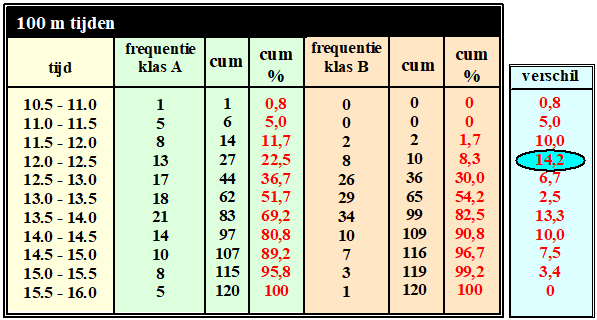 100 m tijden
tijd frequentie klas A cum cum % frequentie klas B cum cum % verschil
10.5 - 11.0 1 1 0,8 0 0 0 0,8
11.0 - 11.5 5 6 5,0 0 0 0 5,0
11.5 - 12.0 8 14 11,7 2 2 1,7 10,0
12.0 - 12.5 13 27 22,5 8 10 8,3 14,2
12.5 - 13.0 17 44 36,7 26 36 30,0 6,7
13.0 - 13.5 18 62 51,7 29 65 54,2 2,5
13.5 - 14.0 21 83 69,2 34 99 82,5 13,3
14.0 - 14.5 14 97 80,8 10 109 90,8 10,0
14.5 - 15.0 10 107 89,2 7 116 96,7 7,5
15.0 - 15.5 8 115 95,8 3 119 99,2 3,4
15.5 - 16.0 5 120 100 1 120 100 0